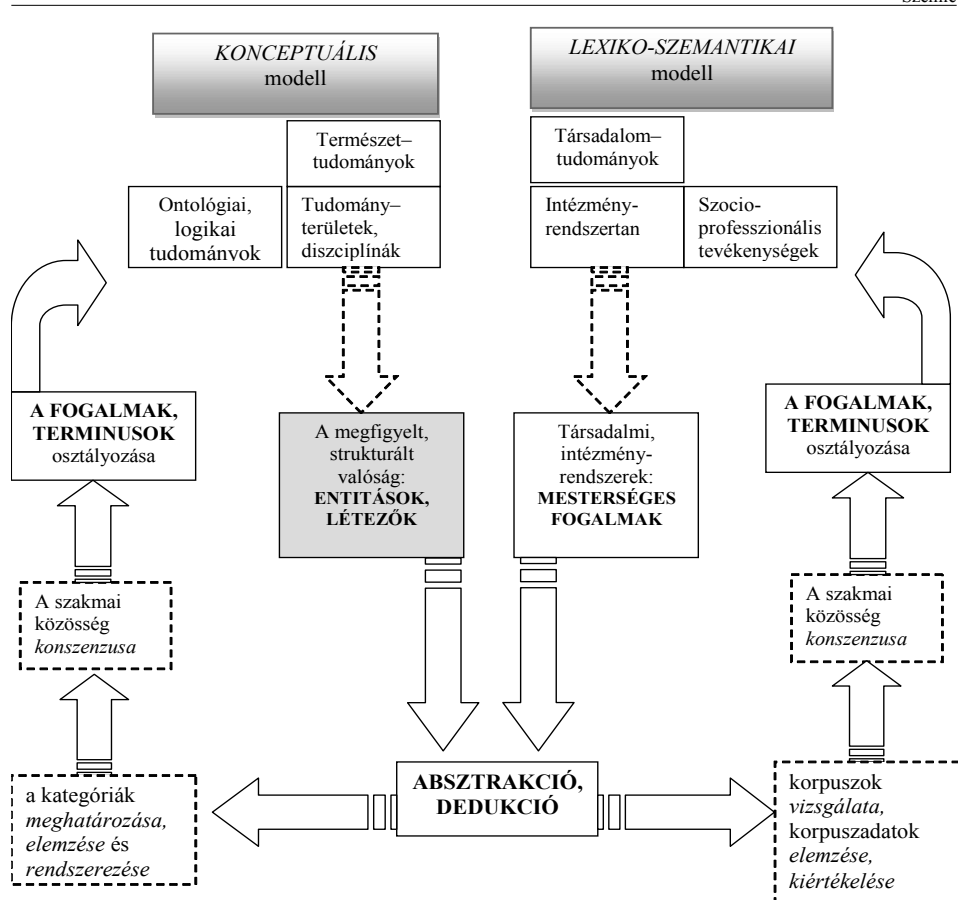 KONCEPTUÁLIS
modell
LEXIKO-SZEMANTIKAI
modell
Természet–
tudományok
Társadalom–
tudományok
Ontológiai,
logikai
tudományok
Tudomány–
területek,
diszciplínák
Intézmény-
rendszertan
Szocio-
professzionális
tevékenységek
A FOGALMAK,
TERMINUSOK
osztályozása
A megfigyelt,
strukturált
valóság:
ENTITÁSOK,
LÉTEZŐK
Társadalmi,
intézmény-
rendszerek:
MESTERSÉGES
FOGALMAK
A FOGALMAK,
TERMINUSOK
osztályozása
A szakmai
közösség
konszenzusa
A szakmai
közösség
konszenzusa
a kategóriák
meghatározása,
elemzése és
rendszerezése
ABSZTRAKCIÓ,
DEDUKCIÓ
korpuszok
vizsgálata,
korpuszadatok
elemzése,
kiértékelése